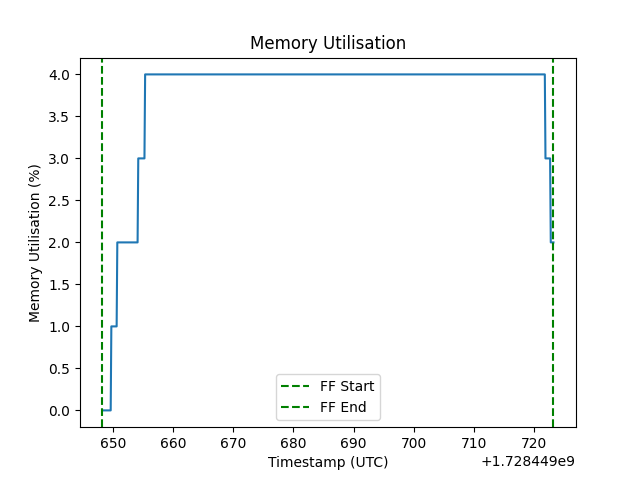 Memory Utilisation
Memory Utilisation (%)
4.0
3.5
3.0
2.5
2.0
1.5
1.0
0.5
0.0
FF Start
FF End
650 660 670 680 690 700 710 720
Timestamp (UTC)
+1.728449e9